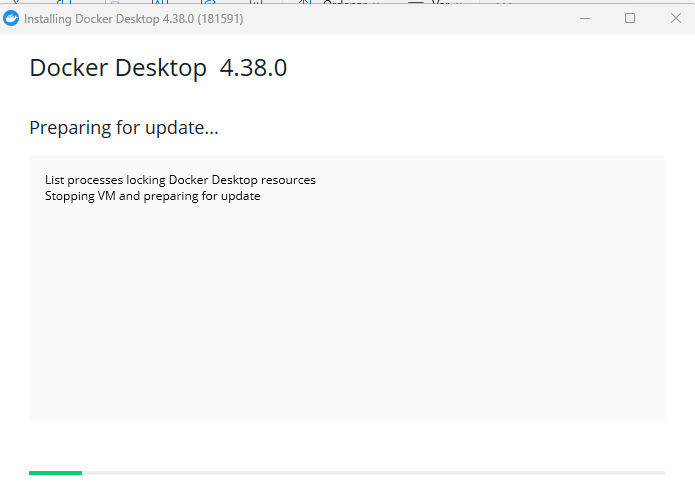 Installing Docker Desktop 4.38.0 (181591)
Docker Desktop 4.38.0
Preparing for update...
List processes locking Docker Desktop resources
Stopping VM and preparing for update